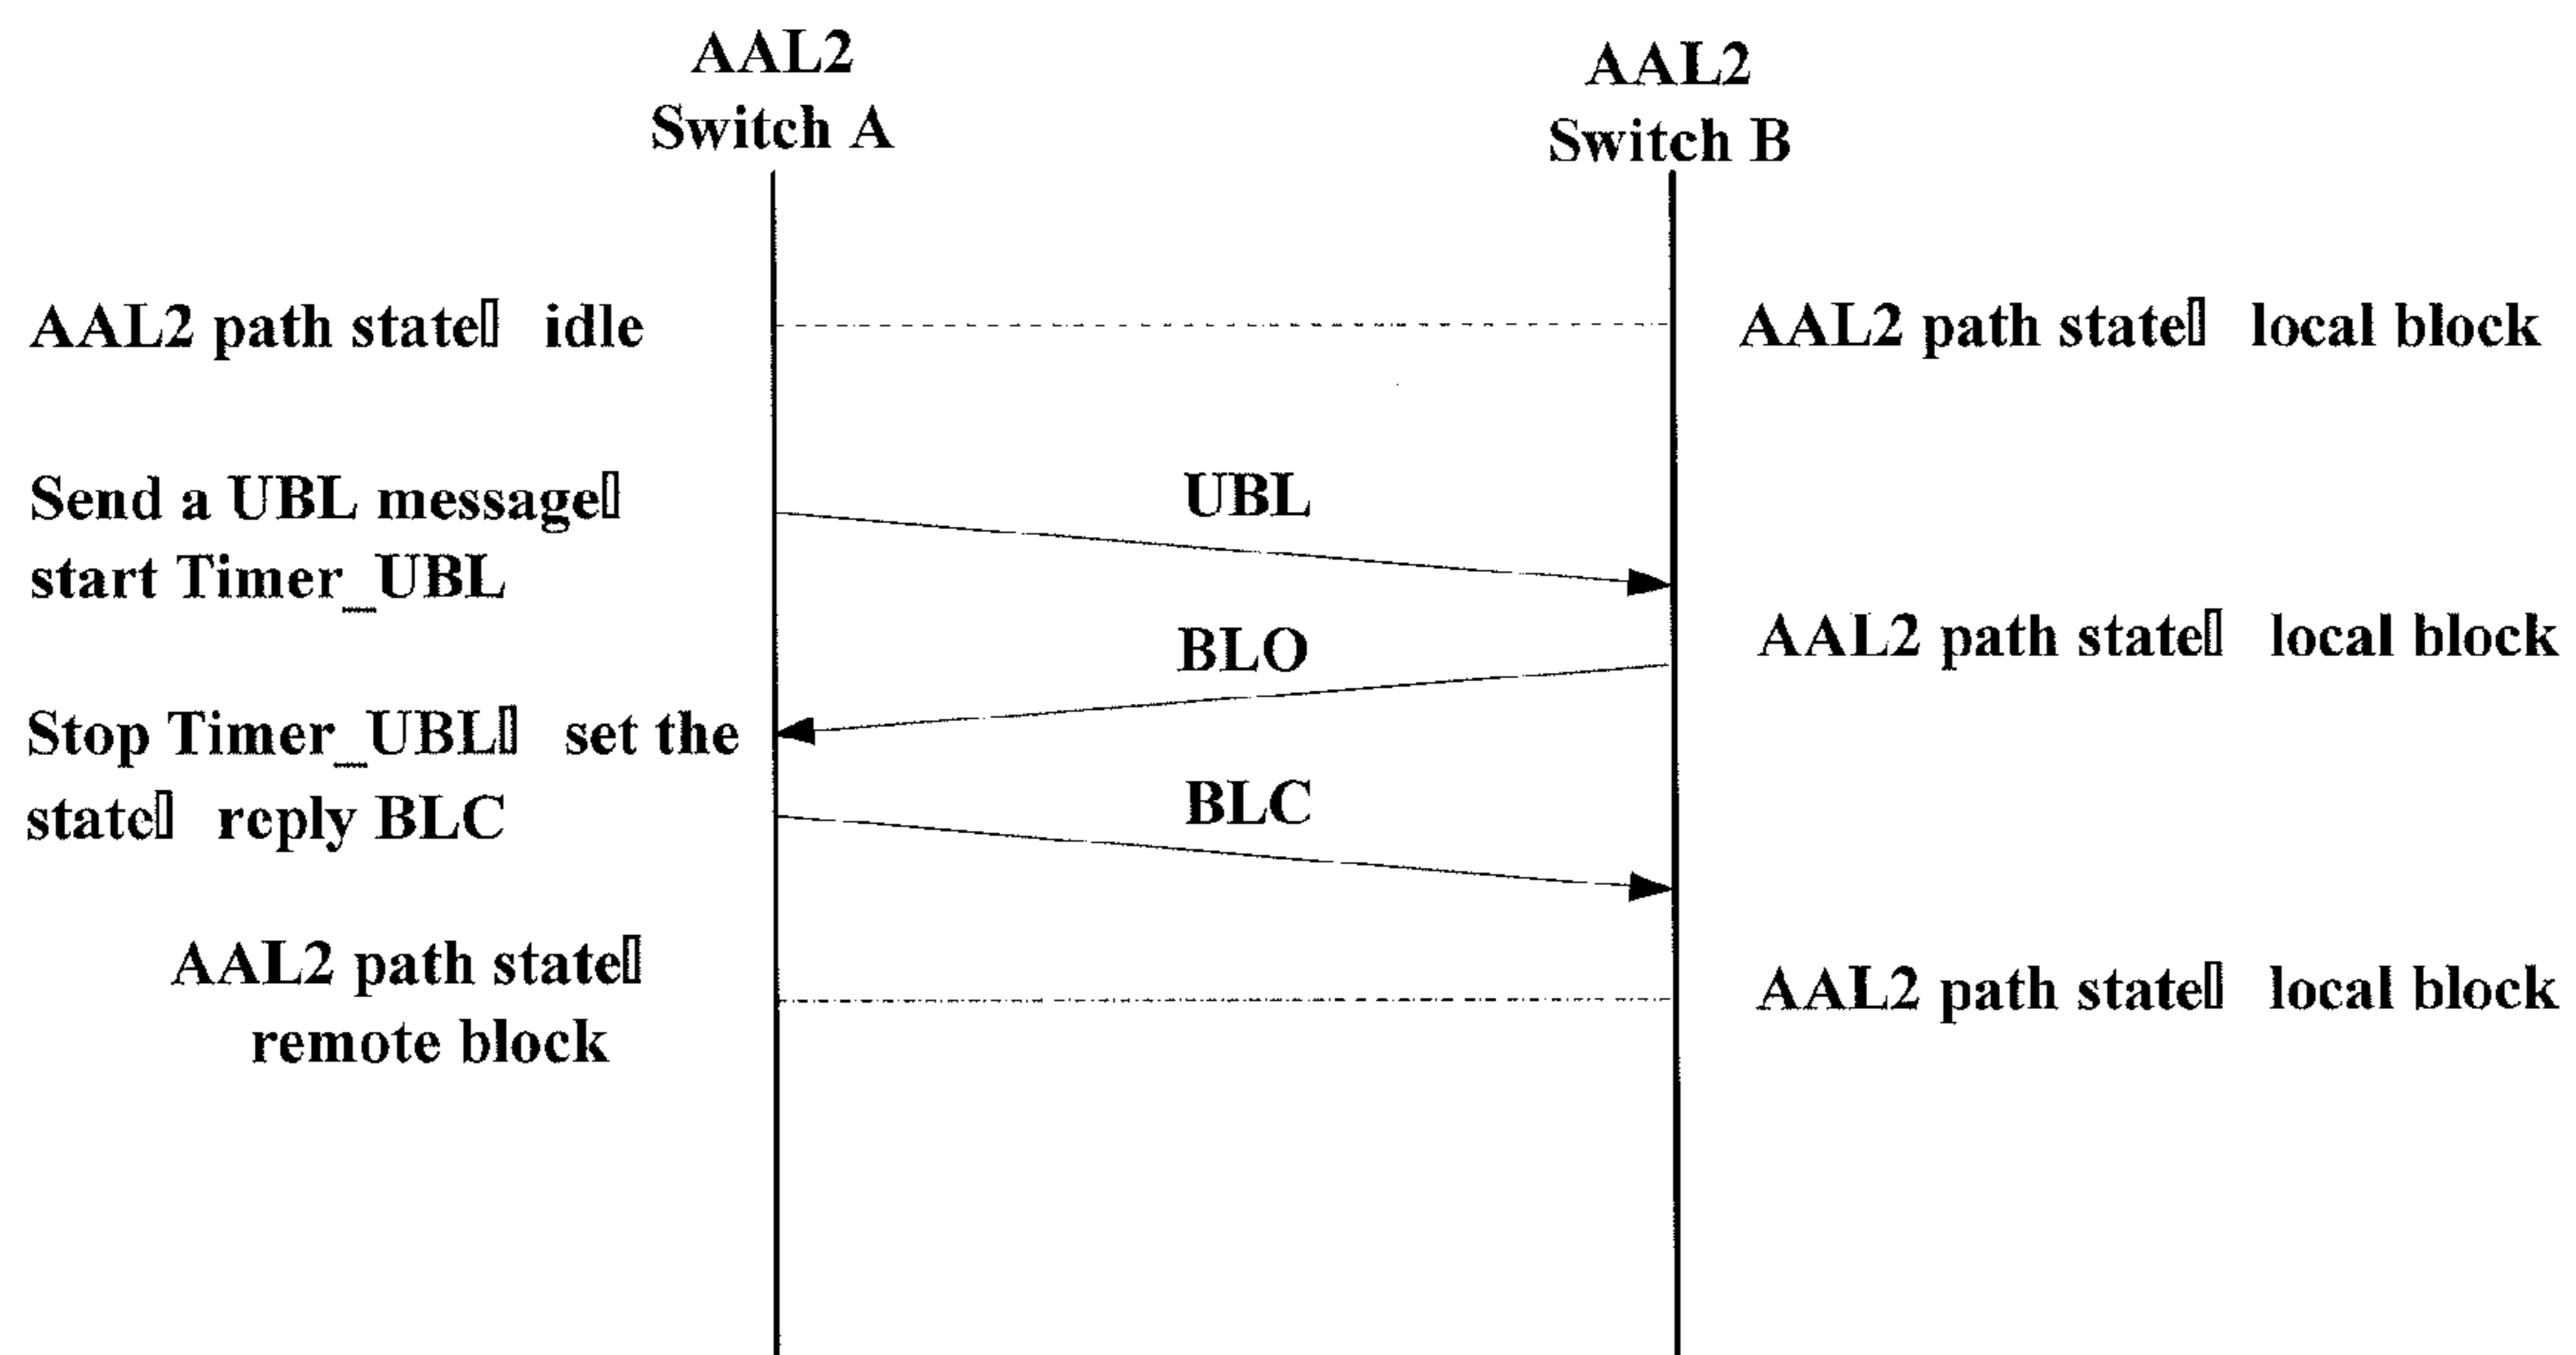 AAL2
Switch A
AAL2
Switch B
AAL2 path state▯ idle
AAL2 path state▯ local block
Send a UBL message▯
start Timer_UBL
UBL
BLO
AAL2 path state▯ local block
Stop Timer_UBL▯ set the
state▯ reply BLC
BLC
AAL2 path state▯
remote block
AAL2 path state▯ local block